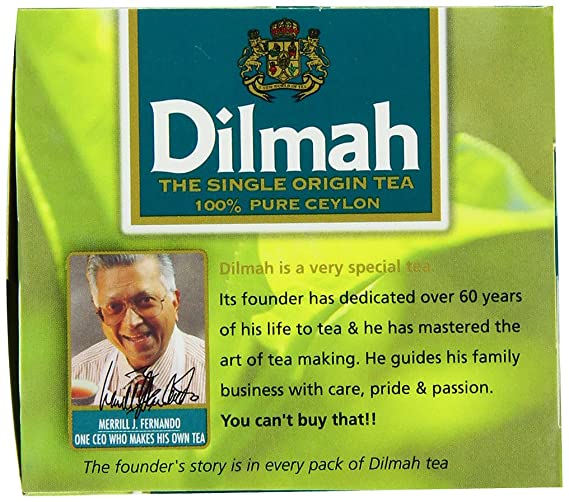 Dilmah
THE SINGLE ORIGIN TEA
100% PURE CEYLON
Dilmah is a very special tea.
Its founder has dedicated over 60 years
of his life to tea & he has mastered the
art of tea making. He guides his family
business with care, pride & passion.
You can't buy that!!
MERRILL J. FERNANDO
ONE CEO WHO MAKES HIS OWN TEA
The founder's story is in every pack of Dilmah tea